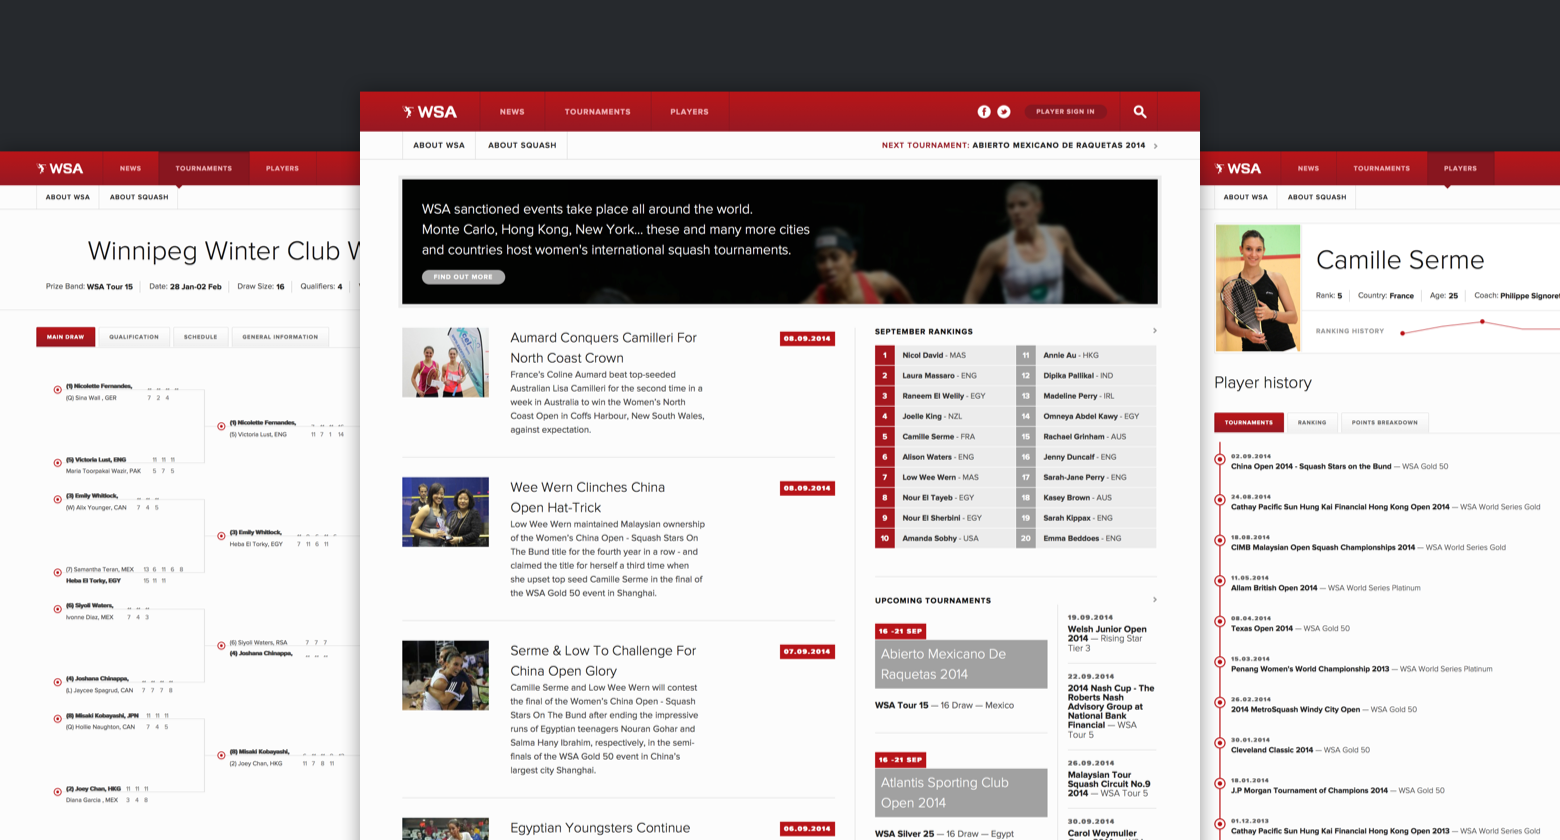 WSA
NEWS
TOURNAMENTS
PLAYERS
ABOUT WSA
ABOUT SQUASH
Winnipeg Winter Club W
Prize Band: WSA Tour 15
Date: 28 Jan-02 Feb
Draw Size: 16
Qualifiers: 4
MAIN DRAW
QUALIFICATION
SCHEDULE
GENERAL INFORMATION
(1) Nicolette Fernandes,
(Q) Sina Wall , GER 7 2 4
(5) Victoria Lust, ENG 11 11 11
Maria Toorpakai Wazir, PAK 5 7 5
(3) Emily Whitlock,
(W) Alix Younger, CAN 7 4 5
(7) Samantha Teran, MEX 13 6 11 6 8
Heba El Torky, EGY 15 11 11
(6) Siyoli Waters,
Ivonne Diaz, MEX 7 4 3
(4) Joshana Chinappa,
(L) Jaycee Spagrud, CAN 7 7 7 8
(8) Misaki Kobayashi, JPN 11 11 11
(Q) Hollie Naughton, CAN 7 4 5
(2) Joey Chan, HKG 11 11 11
Diana Garcia , MEX 3 4 8
(1) Nicolette Fernandes,
(5) Victoria Lust, ENG 11 7 1 14
(3) Emily Whitlock,
Heba El Torky, EGY 7 11 6 11
(6) Siyoli Waters, RSA 7 7 7
(4) Joshana Chinappa,
(8) Misaki Kobayashi,
(2) Joey Chan, HKG 11 7 8 11
WSA
NEWS
TOURNAMENTS
PLAYERS
PLAYER SIGN IN
ABOUT WSA
ABOUT SQUASH
NEXT TOURNAMENT: ABIERTO MEXICANO DE RAQUETAS 2014
WSA sanctioned events take place all around the world.
Monte Carlo, Hong Kong, New York... these and many more cities
and countries host women's international squash tournaments.
FIND OUT MORE
Aumard Conquers Camilleri For
North Coast Crown
08.09.2014
France's Coline Aumard beat top-seeded
Australian Lisa Camilleri for the second time in a
week in Australia to win the Women's North
Coast Open in Coffs Harbour, New South Wales,
against expectation.
Wee Wern Clinches China
Open Hat-Trick
08.09.2014
Low Wee Wern maintained Malaysian ownership
of the Women's China Open - Squash Stars On
The Bund title for the fourth year in a row - and
claimed the title for herself a third time when
she upset top seed Camille Serme in the final of
the WSA Gold 50 event in Shanghai.
Serme & Low To Challenge For
China Open Glory
07.09.2014
Camille Serme and Low Wee Wern will contest
the final of the Women's China Open - Squash
Stars On The Bund after ending the impressive
runs of Egyptian teenagers Nouran Gohar and
Salma Hany Ibrahim, respectively, in the semi-
finals of the WSA Gold 50 event in China's
largest city Shanghai.
Egyptian Youngsters Continue
06.09.2014
SEPTEMBER RANKINGS
1 Nicol David - MAS
2 Laura Massaro - ENG
3 Raneem El Welily - EGY
4 Joelle King - NZL
5 Camille Serme - FRA
6 Alison Waters - ENG
7 Low Wee Wern - MAS
8 Nour El Tayeb - EGY
9 Nour El Sherbini - EGY
10 Amanda Sobhy - USA
11 Annie Au - HKG
12 Dipika Pallikal - IND
13 Madeline Perry - IRL
14 Omneya Abdel Kawy - EGY
15 Rachael Grinham - AUS
16 Jenny Duncalf - ENG
17 Sarah-Jane Perry - ENG
18 Kasey Brown - AUS
19 Sarah Kippax - ENG
20 Emma Beddoes - ENG
UPCOMING TOURNAMENTS
16 -21 SEP
Abierto Mexicano De
Raquetas 2014
WSA Tour 15 — 16 Draw — Mexico
16 -21 SEP
Atlantis Sporting Club
Open 2014
WSA Silver 25 — 16 Draw — Egypt
19.09.2014
Welsh Junior Open
2014 — Rising Star
Tier 3
22.09.2014
2014 Nash Cup - The
Roberts Nash
Advisory Group at
National Bank
Financial — WSA
Tour 5
26.09.2014
Malaysian Tour
Squash Circuit No.9
2014 — WSA Tour 5
30.09.2014
Carol Weymuller
WSA
NEWS
TOURNAMENTS
PLAYERS
ABOUT WSA
ABOUT SQUASH
Camille Serme
Rank: 5
Country: France
Age: 25
Coach: Philippe Signoret
RANKING HISTORY
Player history
TOURNAMENTS
RANKING
POINTS BREAKDOWN
02.09.2014
China Open 2014 - Squash Stars on the Bund — WSA Gold 50
24.08.2014
Cathay Pacific Sun Hung Kai Financial Hong Kong Open 2014 — WSA World Series Gold
18.08.2014
CIMB Malaysian Open Squash Championships 2014 — WSA World Series Gold
11.05.2014
Allam British Open 2014 — WSA World Series Platinum
08.04.2014
Texas Open 2014 — WSA Gold 50
15.03.2014
Penang Women's World Championship 2013 — WSA World Series Platinum
26.02.2014
2014 MetroSquash Windy City Open — WSA Gold 50
30.01.2014
Cleveland Classic 2014 — WSA Gold 50
18.01.2014
J.P Morgan Tournament of Champions 2014 — WSA Gold 50
01.12.2013
Cathay Pacific Sun Hung Kai Financial Hong Kong Open 2013 — WSA World Series Gold